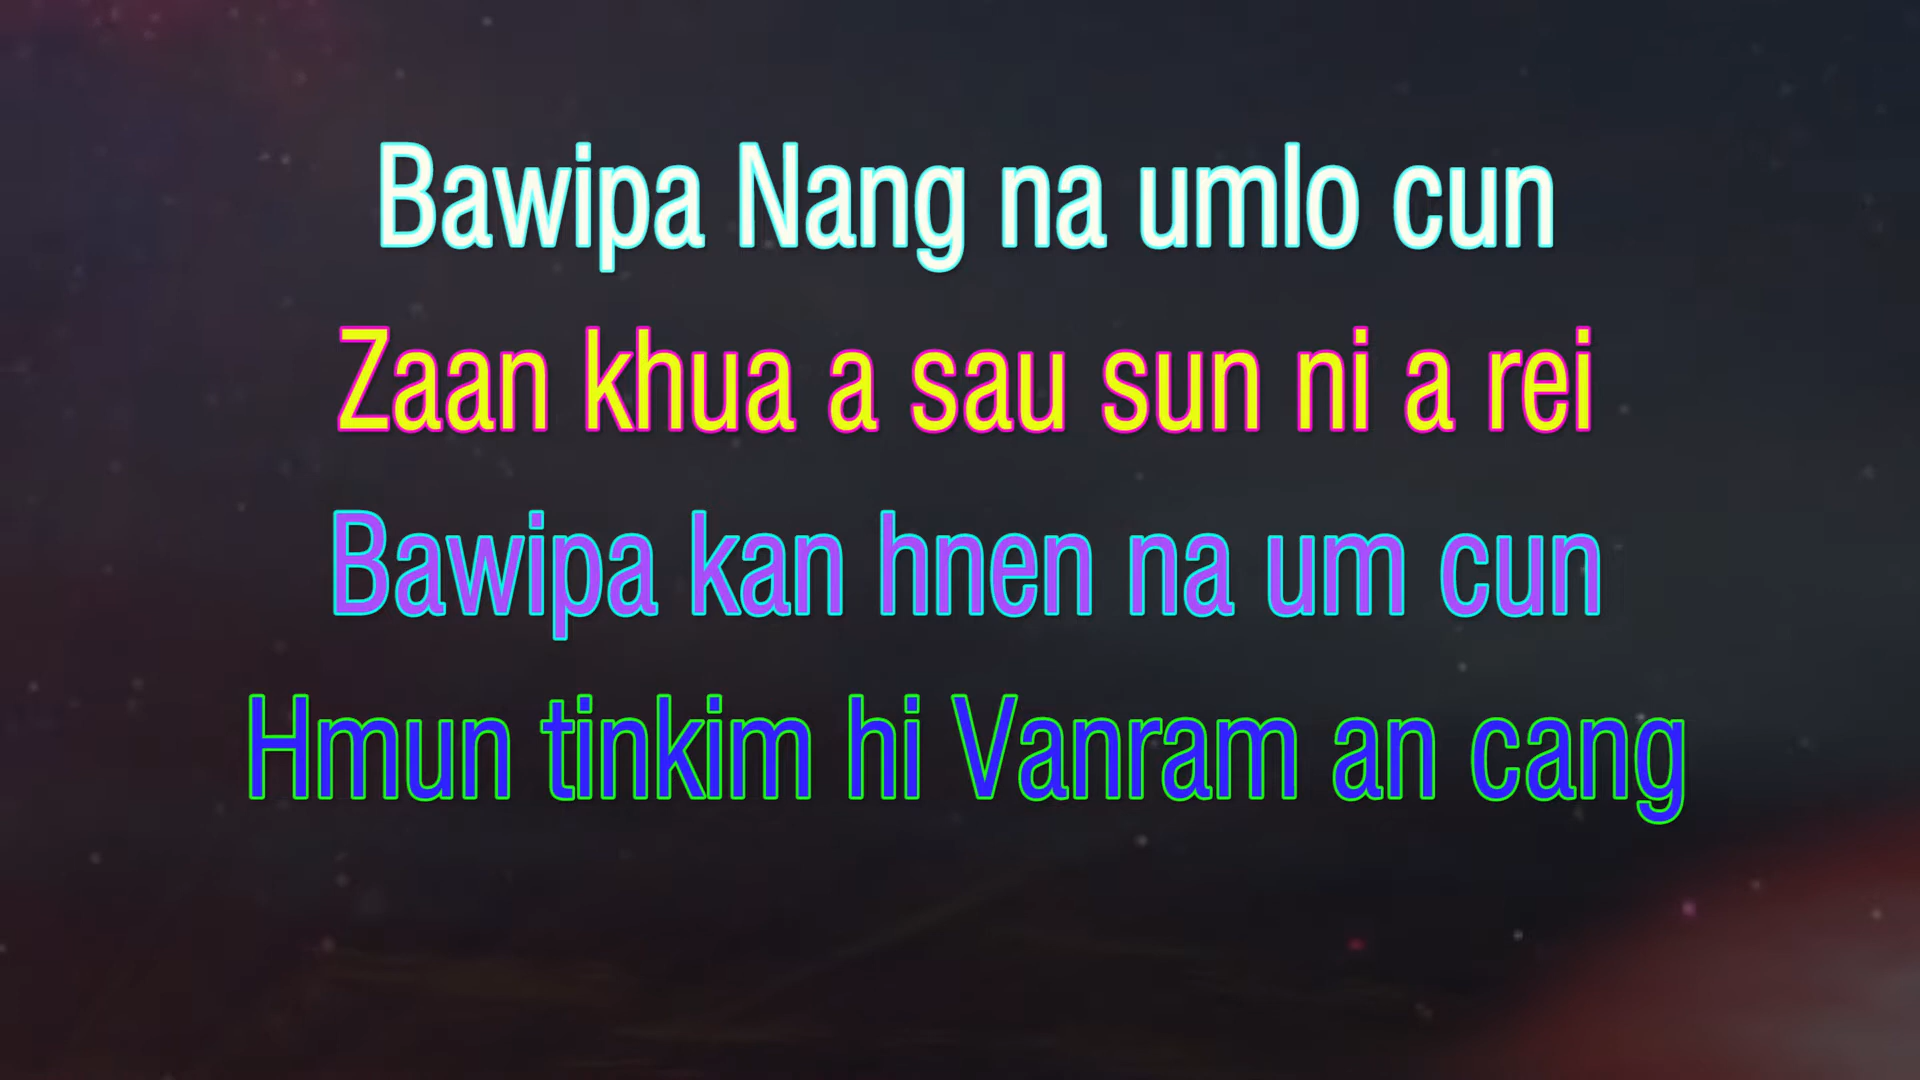 Bawipa Nang na umlo cun
Zaan khua a sau sun ni a rei
Bawipa kan hnen na um cun
Hmun tinkim hi Vanram an cang